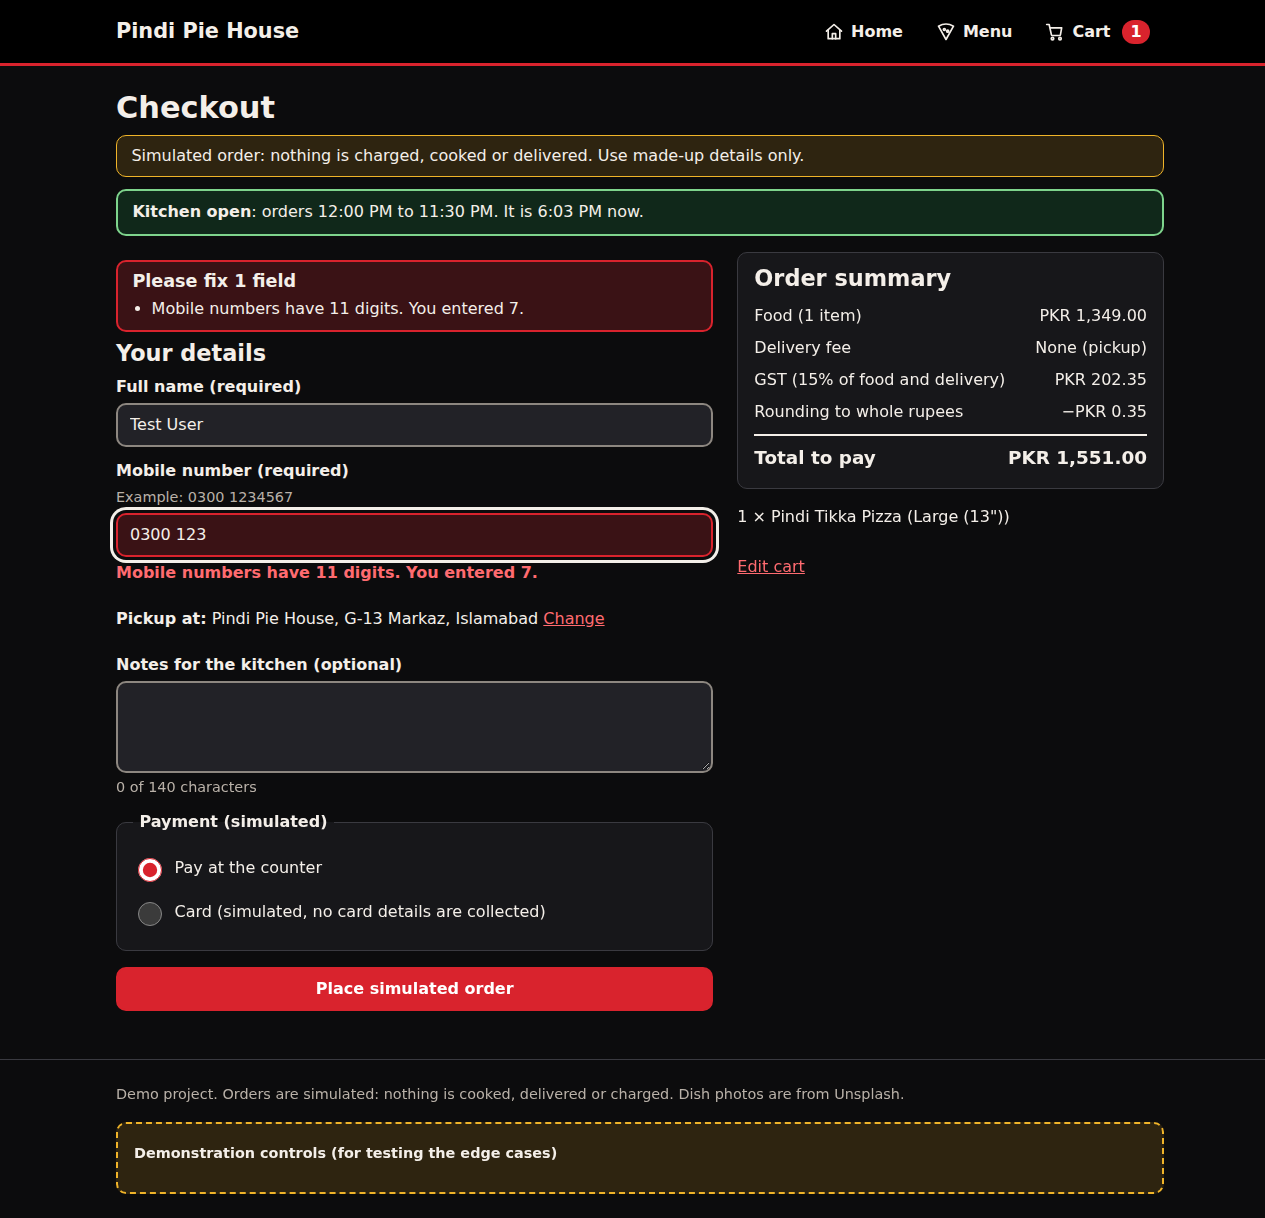 Pindi Pie House
Home
Menu
Cart 1
Checkout
Simulated order: nothing is charged, cooked or delivered. Use made-up details only.
Kitchen open: orders 12:00 PM to 11:30 PM. It is 6:03 PM now.
Please fix 1 field
• Mobile numbers have 11 digits. You entered 7.
Your details
Full name (required)
Test User
Mobile number (required)
Example: 0300 1234567
0300 123
Mobile numbers have 11 digits. You entered 7.
Pickup at: Pindi Pie House, G-13 Markaz, Islamabad Change
Notes for the kitchen (optional)
0 of 140 characters
Payment (simulated)
Pay at the counter
Card (simulated, no card details are collected)
Place simulated order
Order summary
Food (1 item) PKR 1,349.00
Delivery fee None (pickup)
GST (15% of food and delivery) PKR 202.35
Rounding to whole rupees −PKR 0.35
Total to pay PKR 1,551.00
1 × Pindi Tikka Pizza (Large (13"))
Edit cart
Demo project. Orders are simulated: nothing is cooked, delivered or charged. Dish photos are from Unsplash.
Demonstration controls (for testing the edge cases)